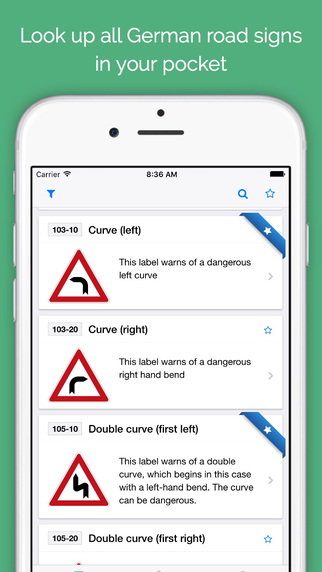 Look up all German road signs
in your pocket
Carrier 8:36 AM
103-10 Curve (left)
This label warns of a dangerous
left curve
103-20 Curve (right)
This label warns of a dangerous
right hand bend
105-10 Double curve (first left)
This label warns of a double
curve, which begins in this case
with a left-hand bend. The curve
can be dangerous.
105-20 Double curve (first right)